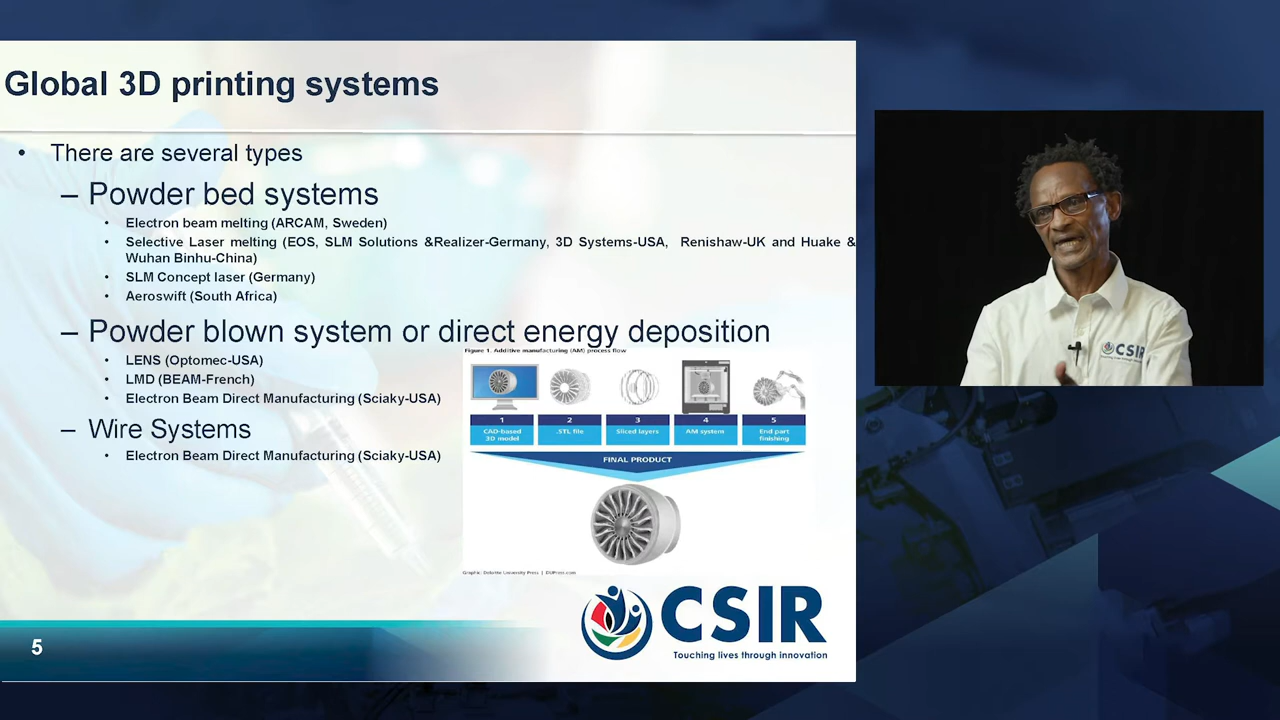 Global 3D printing systems
• There are several types
– Powder bed systems
• Electron beam melting (ARCAM, Sweden)
• Selective Laser melting (EOS, SLM Solutions &Realizer-Germany, 3D Systems-USA, Renishaw-UK and Huake &
Wuhan Binhu-China)
• SLM Concept laser (Germany)
• Aeroswift (South Africa)
– Powder blown system or direct energy deposition
• LENS (Optomec-USA)
• LMD (BEAM-French)
• Electron Beam Direct Manufacturing (Sciaky-USA)
– Wire Systems
• Electron Beam Direct Manufacturing (Sciaky-USA)
Figure 1. Additive manufacturing (AM) process flow
1 2 3 4 5
CAD-based
3D model
.STL file
Sliced layers
AM system
End part
finishing
FINAL PRODUCT
Graphic: Deloitte University Press | DUPress.com
CSIR
Touching lives through innovation
5
CSIR